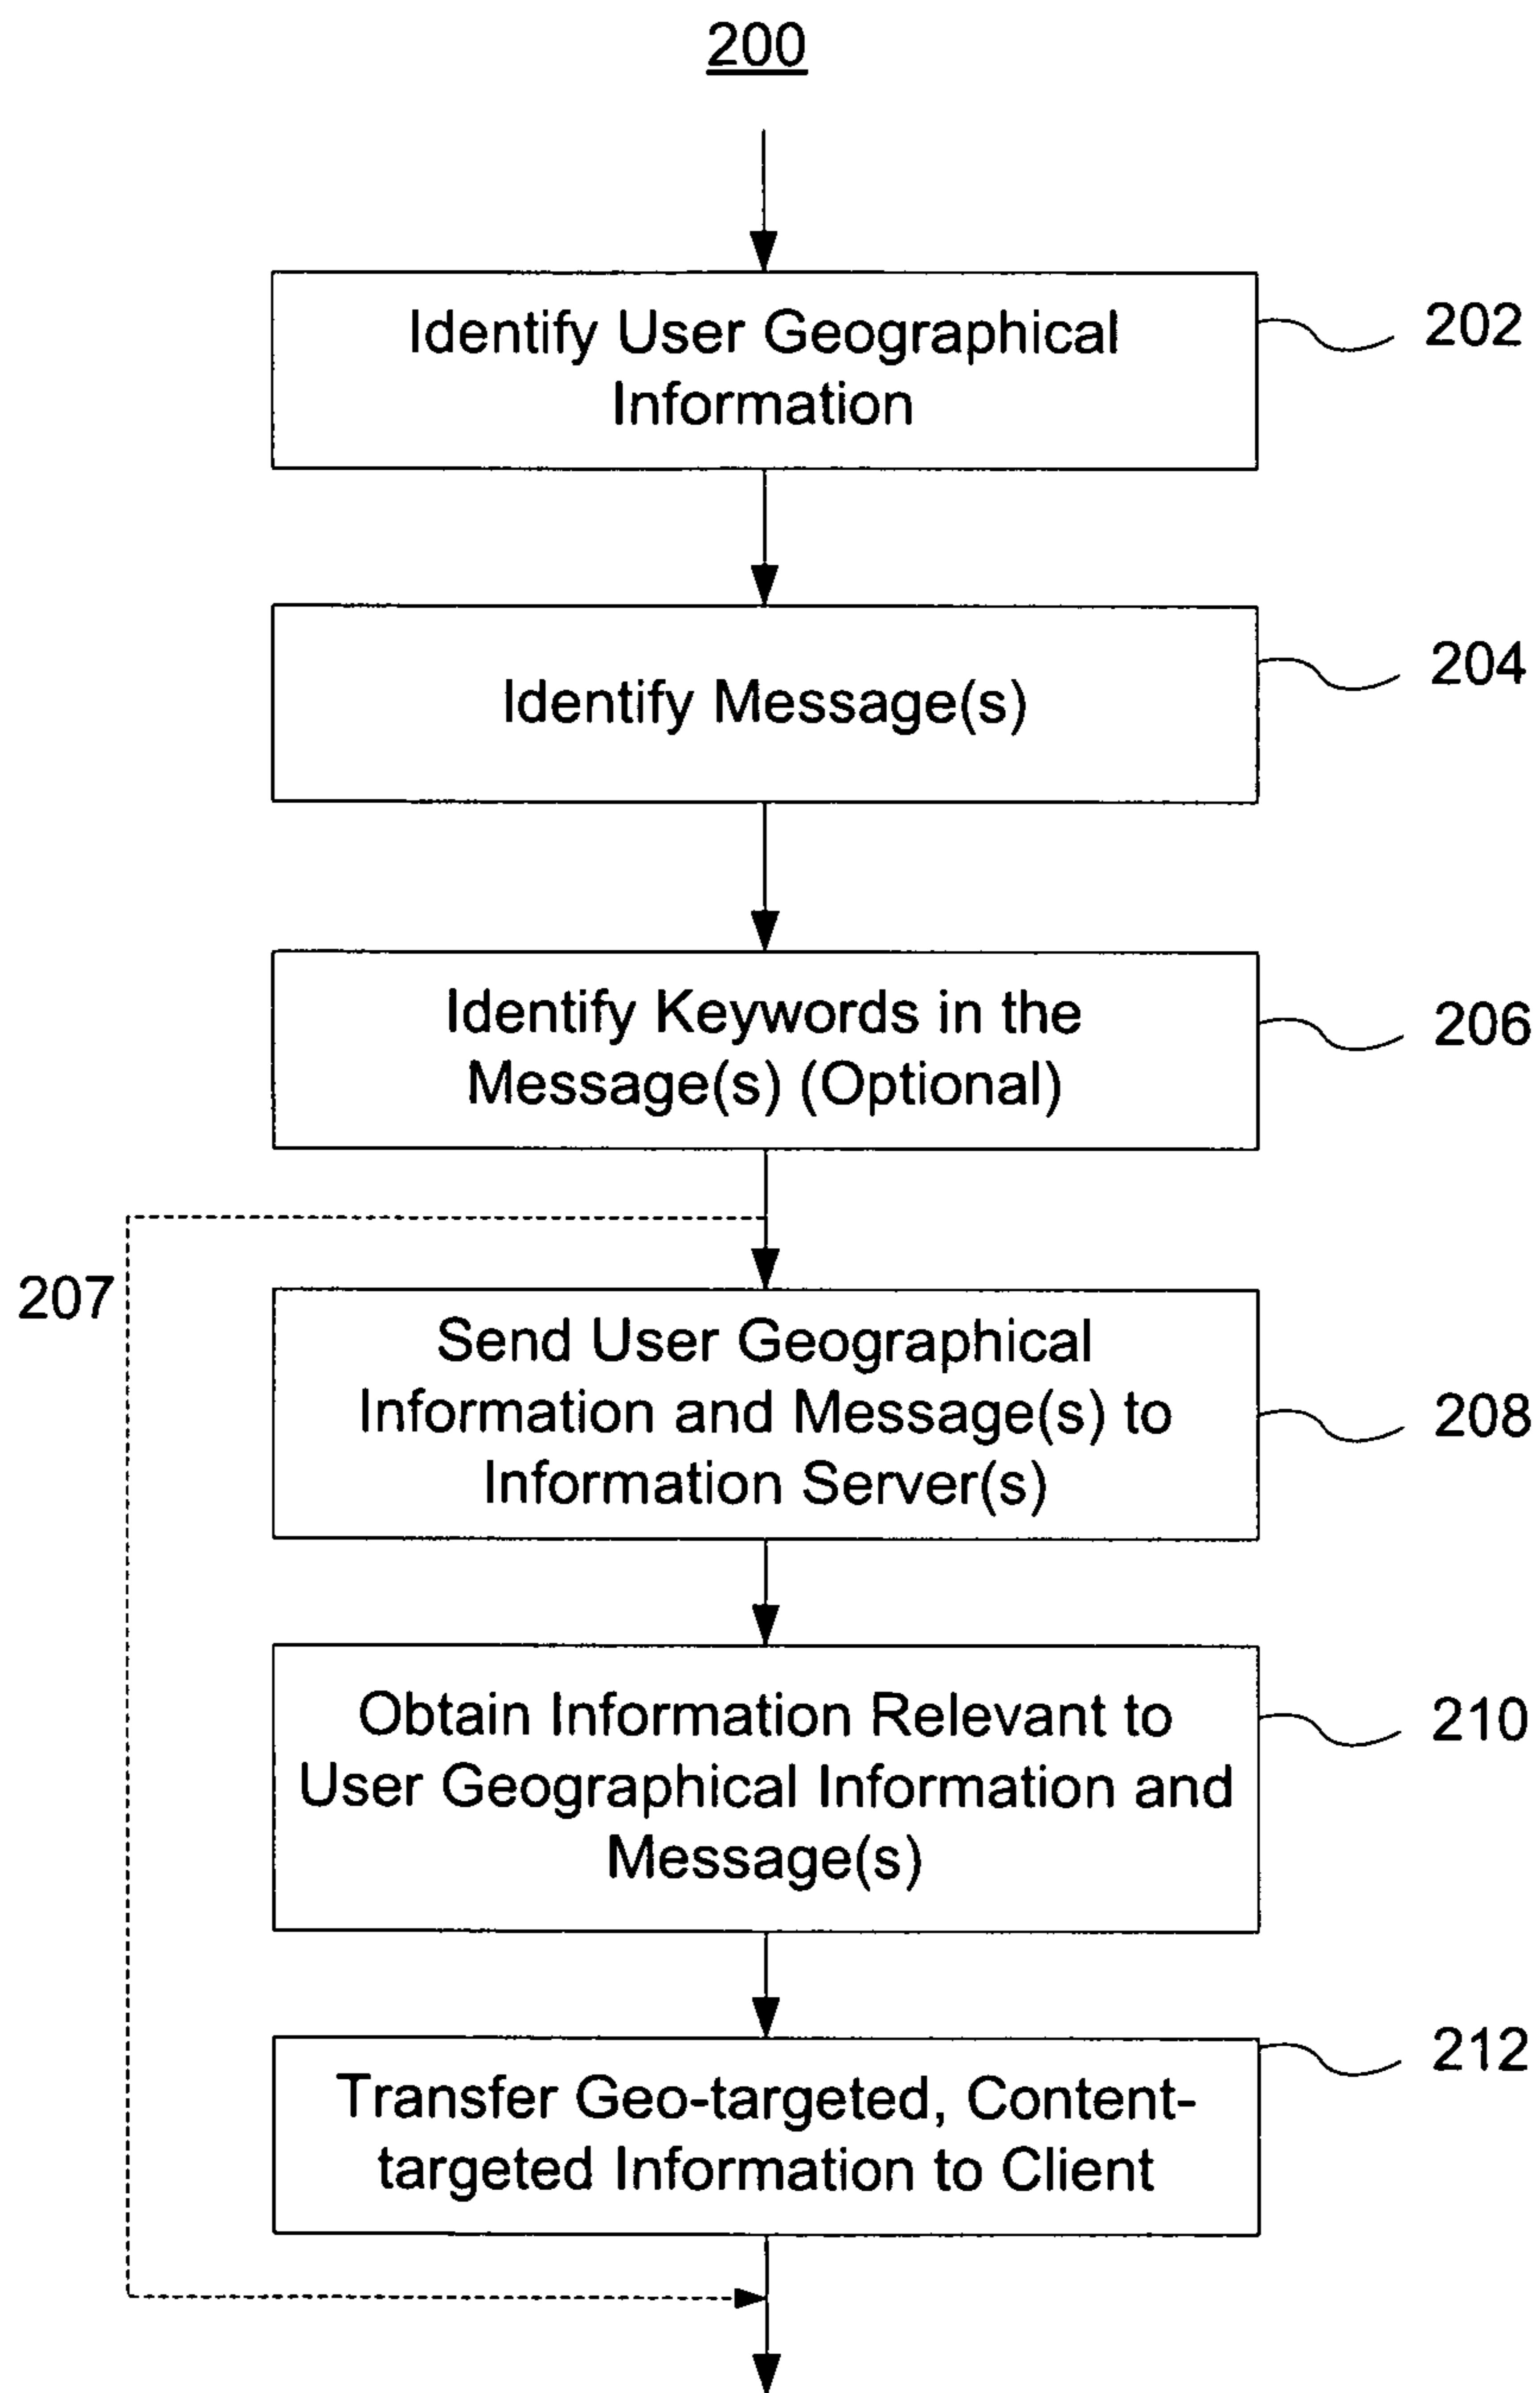 200
Identify User Geographical
Information
202
Identify Message(s)
204
Identify Keywords in the
Message(s) (Optional)
206
207
Send User Geographical
Information and Message(s) to
Information Server(s)
208
Obtain Information Relevant to
User Geographical Information and
Message(s)
210
Transfer Geo-targeted, Content-
targeted Information to Client
212